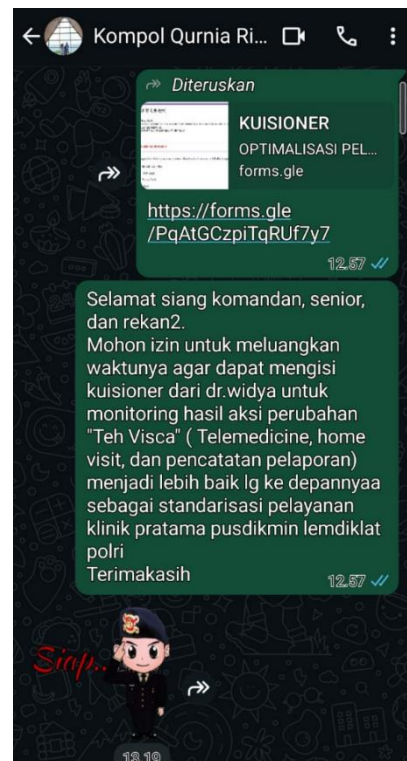 Kompol Qurnia Ri...
Diteruskan
KUISIONER
OPTIMALISASI PEL...
forms.gle
https://forms.gle
/PqAtGCzpiTqRUf7y7
12.57
Selamat siang komandan, senior,
dan rekan2.
Mohon izin untuk meluangkan
waktunya agar dapat mengisi
kuisioner dari dr.widya untuk
monitoring hasil aksi perubahan
"Teh Visca" ( Telemedicine, home
visit, dan pencatatan pelaporan)
menjadi lebih baik lg ke depannyaa
sebagai standarisasi pelayanan
klinik pratama pusdikmin lemdiklat
polri
Terimakasih
12.57
Siap..
13.19